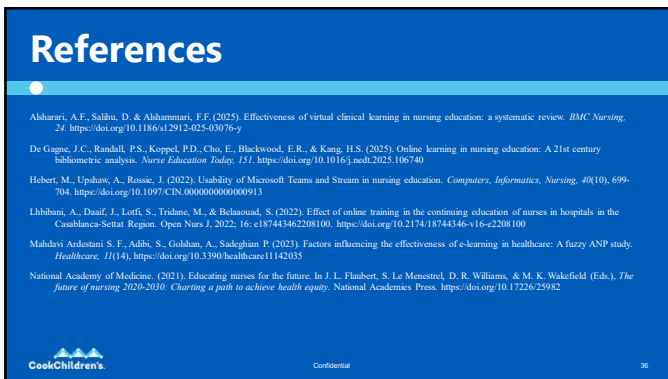 References
Alsharari, A.F., Salihu, D. & Alshammari, F.F. (2025). Effectiveness of virtual clinical learning in nursing education: a systematic review. BMC Nursing,
24. https://doi.org/10.1186/s12912-025-03076-y
De Gagne, J.C., Randall, P.S., Koppel, P.D., Cho, E., Blackwood, E.R., & Kang, H.S. (2025). Online learning in nursing education: A 21st century
bibliometric analysis. Nurse Education Today, 151. https://doi.org/10.1016/j.nedt.2025.106740
Hebert, M., Upshaw, A., Rossie, J. (2022). Usability of Microsoft Teams and Stream in nursing education. Computers, Informatics, Nursing, 40(10), 699-
704. https://doi.org/10.1097/CIN.0000000000000913
Lhbibani, A., Daaif, J., Lotfi, S., Tridane, M., & Belaaouad, S. (2022). Effect of online training in the continuing education of nurses in hospitals in the
Casablanca-Settat Region. Open Nurs J, 2022; 16: e187443462208100. https://doi.org/10.2174/18744346-v16-e2208100
Mahdavi Ardestani S. F., Adibi, S., Golshan, A., Sadeghian P. (2023). Factors influencing the effectiveness of e-learning in healthcare: A fuzzy ANP study.
Healthcare, 11(14), https://doi.org/10.3390/healthcare11142035
National Academy of Medicine. (2021). Educating nurses for the future. In J. L. Flaubert, S. Le Menestrel, D. R. Williams, & M. K. Wakefield (Eds.), The
future of nursing 2020-2030: Charting a path to achieve health equity. National Academies Press. https://doi.org/10.17226/25982
CookChildren's.
Confidential
36